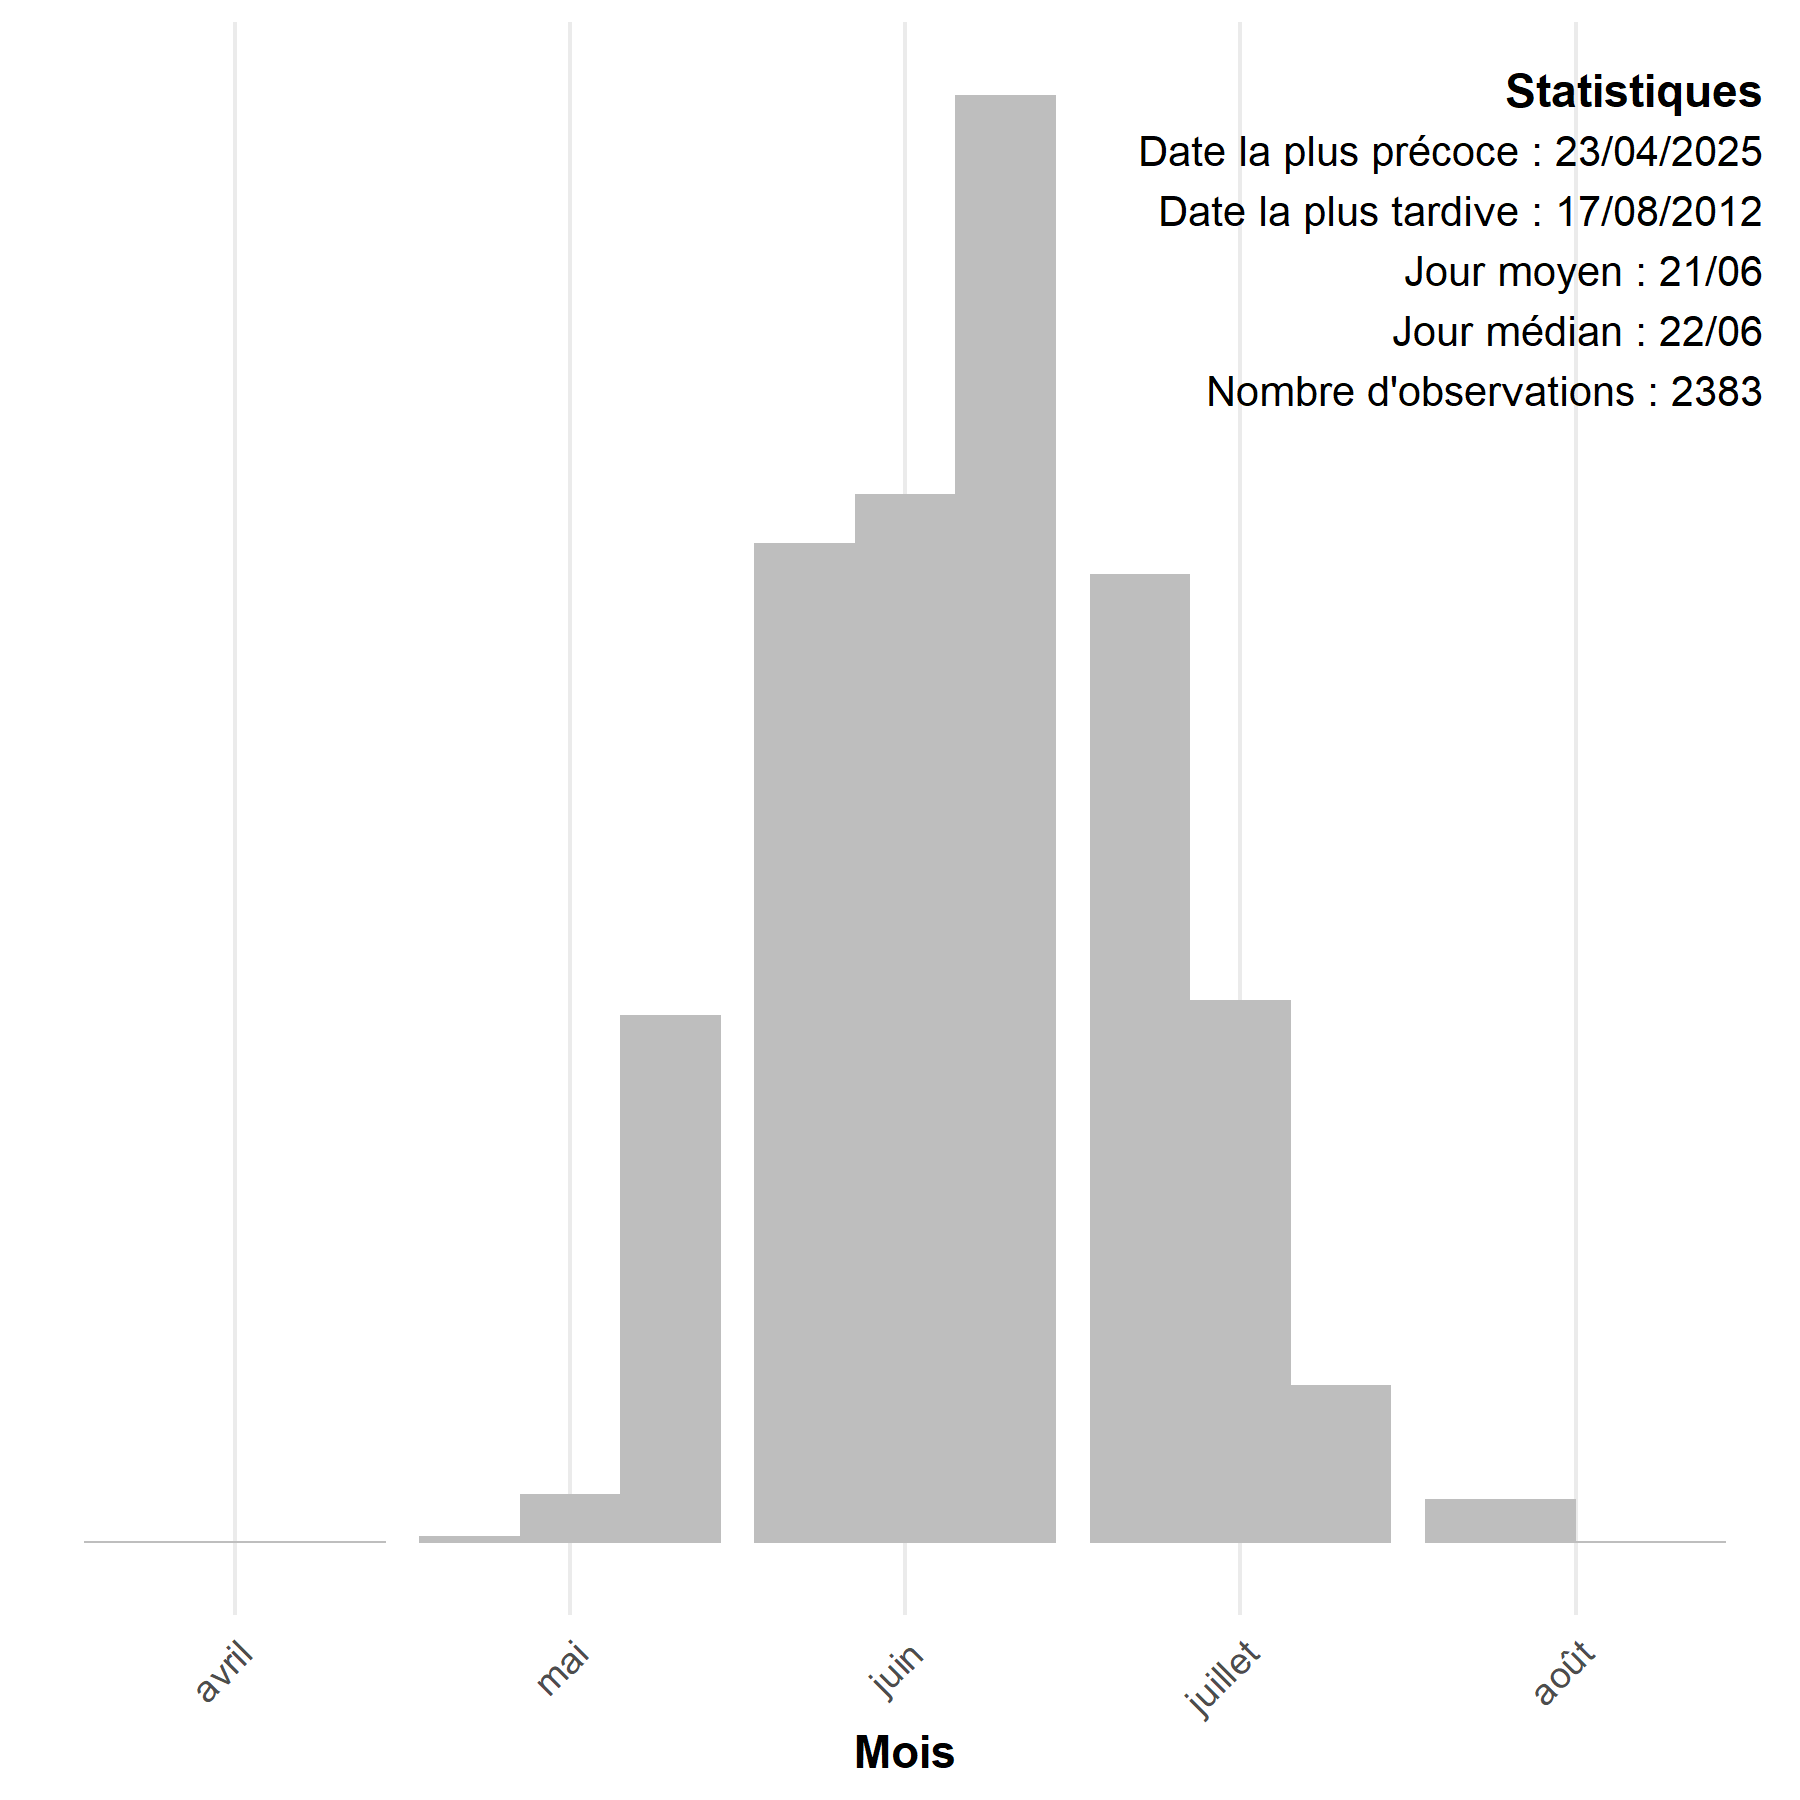 Statistiques
Date la plus précoce : 23/04/2025
Date la plus tardive : 17/08/2012
Jour moyen : 21/06
Jour médian : 22/06
Nombre d'observations : 2383
avril
mai
juin
juillet
août
Mois